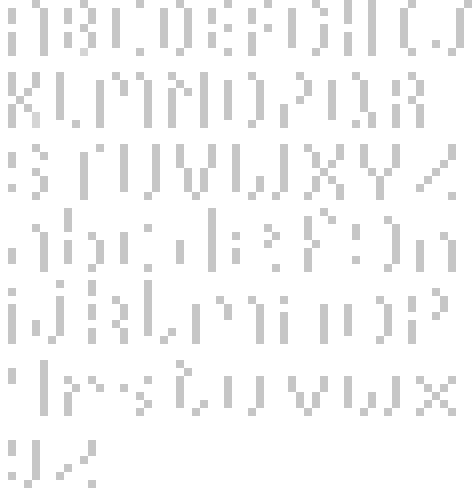 ABCDEFGHIJ
KLMNOPQR
STUVWXYZ
abcdefgh
ijklmnop
qrstuvwx
yz